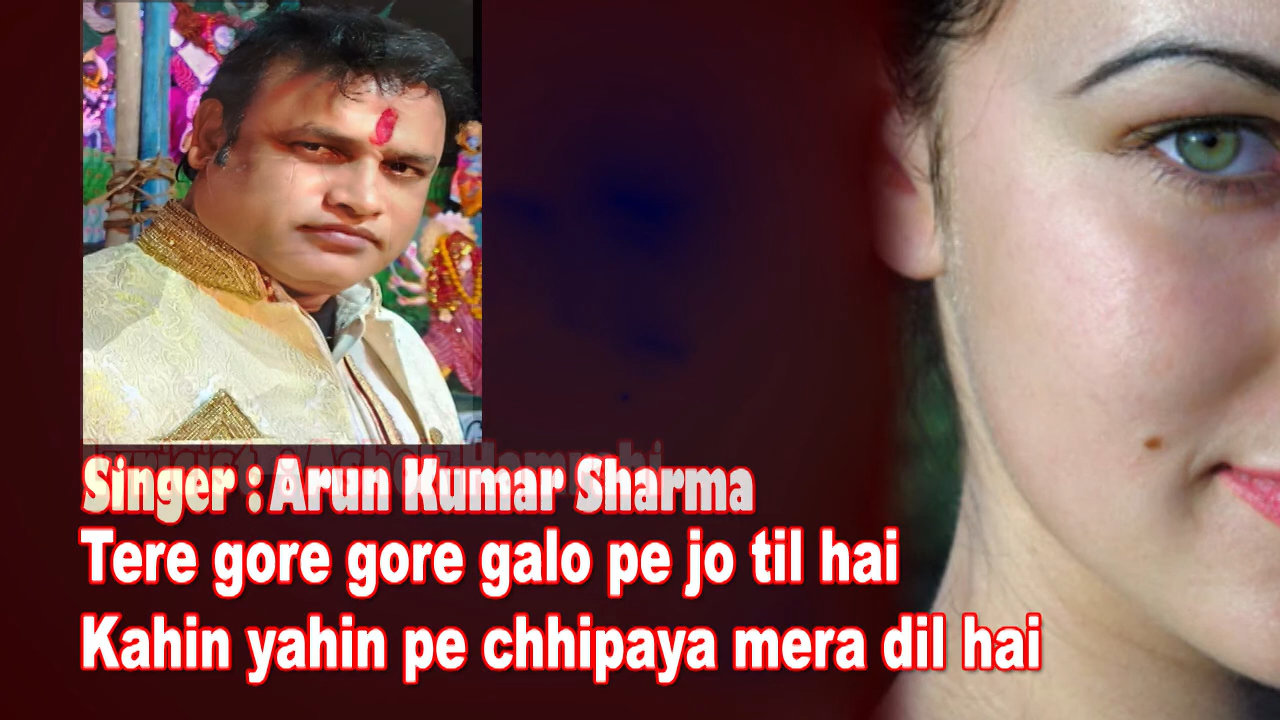 Singer : Arun Kumar Sharma
Tere gore gore galo pe jo til hai
Kahin yahin pe chhipaya mera dil hai